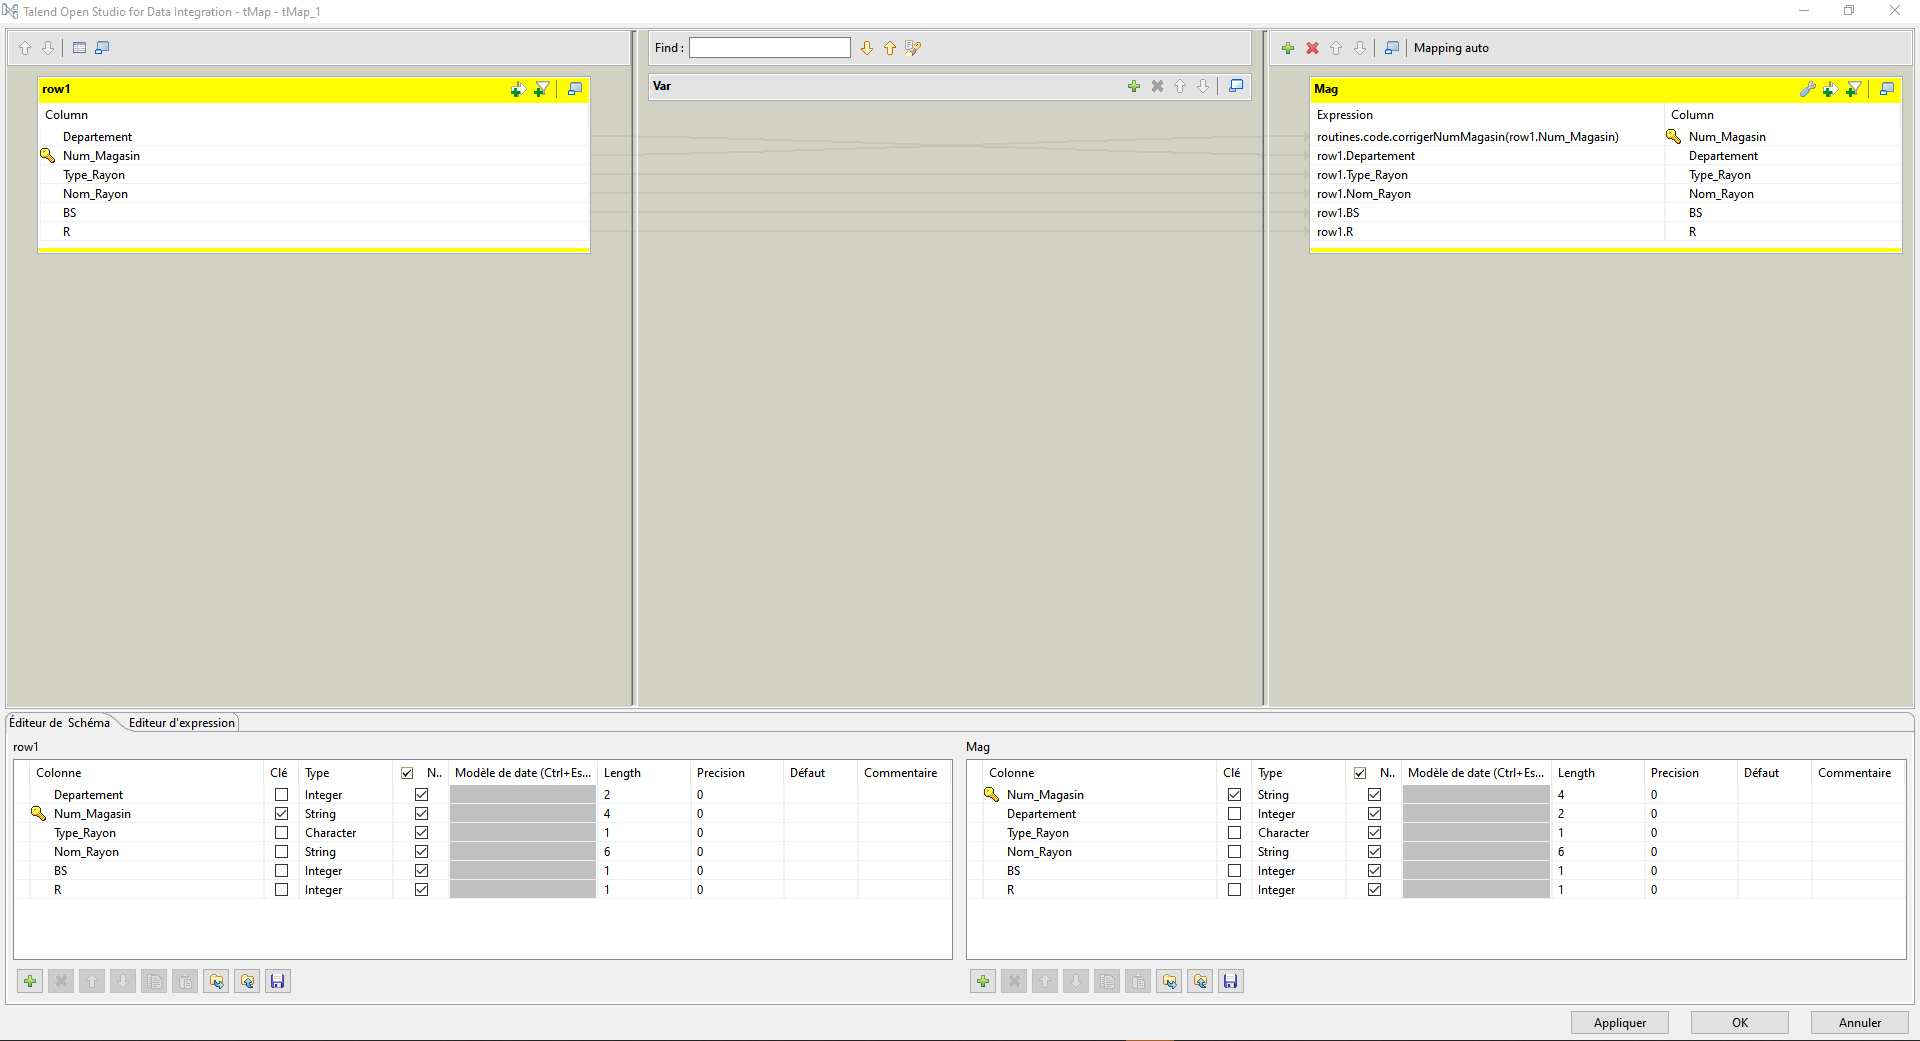 Talend Open Studio for Data Integration - tMap - tMap_1
Find :
Mapping auto
row1
Column
Departement
Num_Magasin
Type_Rayon
Nom_Rayon
BS
R
Var
Mag
Expression Column
routines.code.corrigerNumMagasin(row1.Num_Magasin) Num_Magasin
row1.Departement Departement
row1.Type_Rayon Type_Rayon
row1.Nom_Rayon Nom_Rayon
row1.BS BS
row1.R R
Éditeur de Schéma Editeur d'expression
row1
Colonne Clé Type N.. Modèle de date (Ctrl+Es... Length Precision Défaut Commentaire
Departement Integer 2 0
Num_Magasin String 4 0
Type_Rayon Character 1 0
Nom_Rayon String 6 0
BS Integer 1 0
R Integer 1 0
Mag
Colonne Clé Type N.. Modèle de date (Ctrl+Es... Length Precision Défaut Commentaire
Num_Magasin String 4 0
Departement Integer 2 0
Type_Rayon Character 1 0
Nom_Rayon String 6 0
BS Integer 1 0
R Integer 1 0
Appliquer OK Annuler